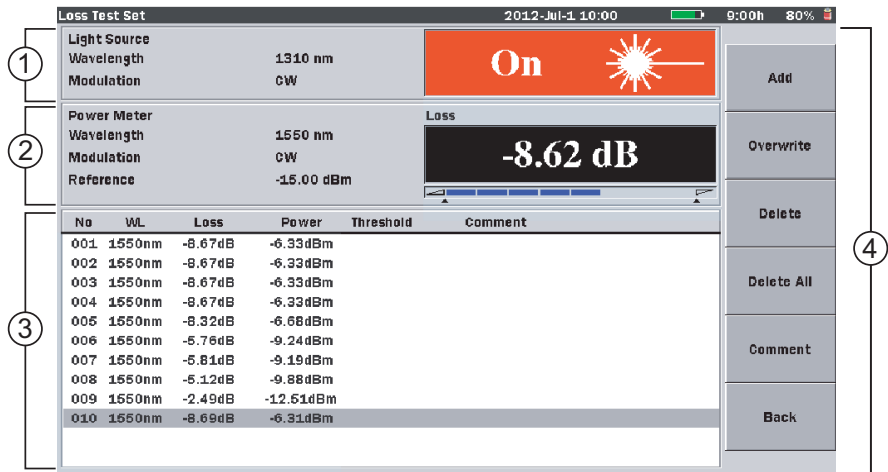 Loss Test Set 2012-Jul-1 10:00 9:00h 80%
1
Light Source
Wavelength 1310 nm
Modulation CW
On
2
Power Meter
Wavelength 1550 nm
Modulation CW
Reference -15.00 dBm
Loss
-8.62 dB
3
No WL Loss Power Threshold Comment
001 1550nm -8.67dB -6.33dBm
002 1550nm -8.67dB -6.33dBm
003 1550nm -8.67dB -6.33dBm
004 1550nm -8.67dB -6.33dBm
005 1550nm -8.32dB -6.68dBm
006 1550nm -5.76dB -9.24dBm
007 1550nm -5.81dB -9.19dBm
008 1550nm -5.12dB -9.88dBm
009 1550nm -2.49dB -12.51dBm
010 1550nm -8.69dB -6.31dBm
4
Add
Overwrite
Delete
Delete All
Comment
Back